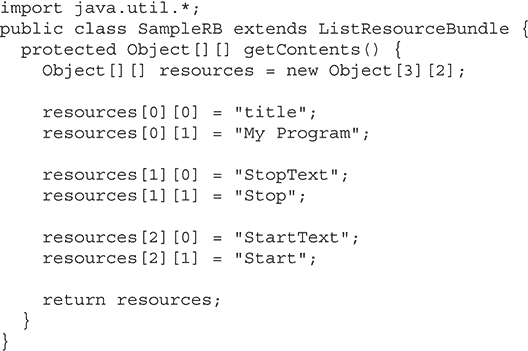 import java.util.*;
public class SampleRB extends ListResourceBundle {
  protected Object[][] getContents() {
    Object[][] resources = new Object[3][2];

    resources[0][0] = "title";
    resources[0][1] = "My Program";

    resources[1][0] = "StopText";
    resources[1][1] = "Stop";

    resources[2][0] = "StartText";
    resources[2][1] = "Start";

    return resources;
  }
}